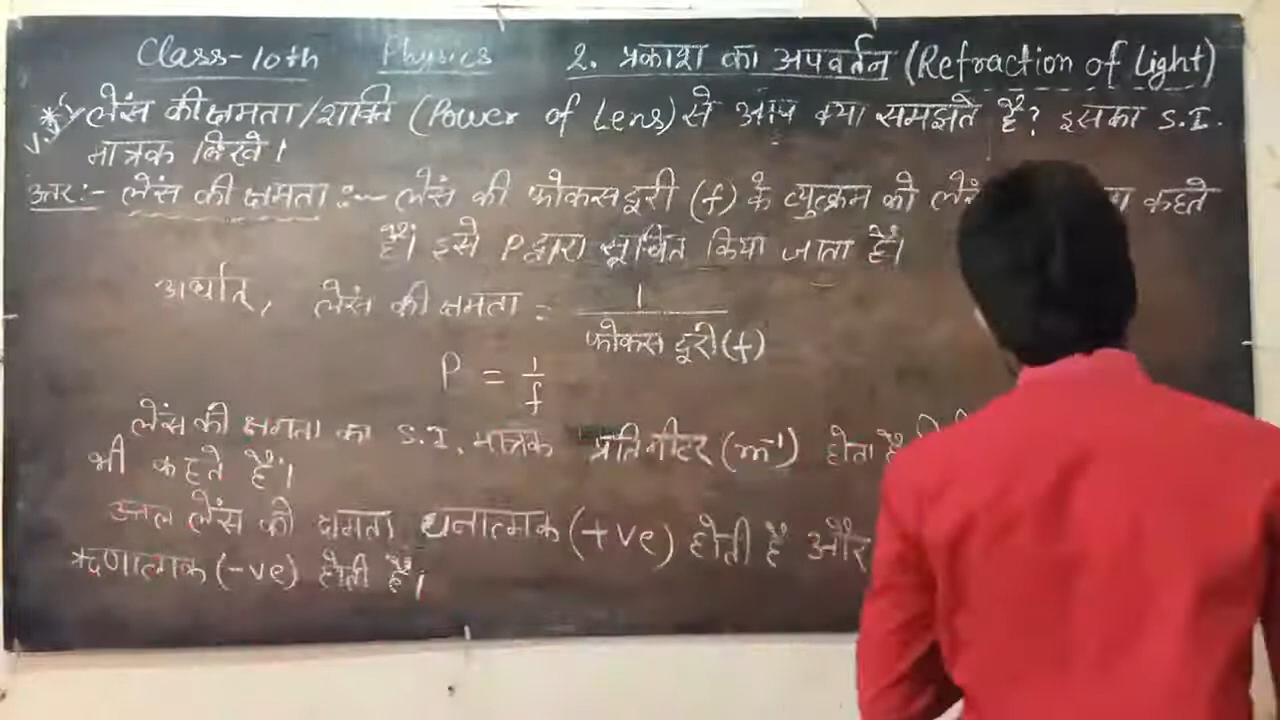 Class-10th Physics 2. प्रकाश का अपवर्तन (Refraction of Light)
V.V लेंस की क्षमता/शक्ति (Power of Lens) से आप क्या समझते हैं? इसका S.I.
मात्रक लिखे।
उत्तर:- लेंस की क्षमता :- लेंस की फोकस दूरी (f) के व्युत्क्रम को कहते
हैं। इसे P द्वारा सूचित किया जाता हैं।
अर्थात्, लेंस की क्षमता = 1
फोकस दूरी (f)
P = 1/f
लेंस की क्षमता का S.I. मात्रक प्रतिमीटर (m⁻¹) होता है
भी कहते हैं।
उत्तल लेंस की क्षमता धनात्मक (+ve) होती हैं और
ऋणात्मक (-ve) होती हैं।